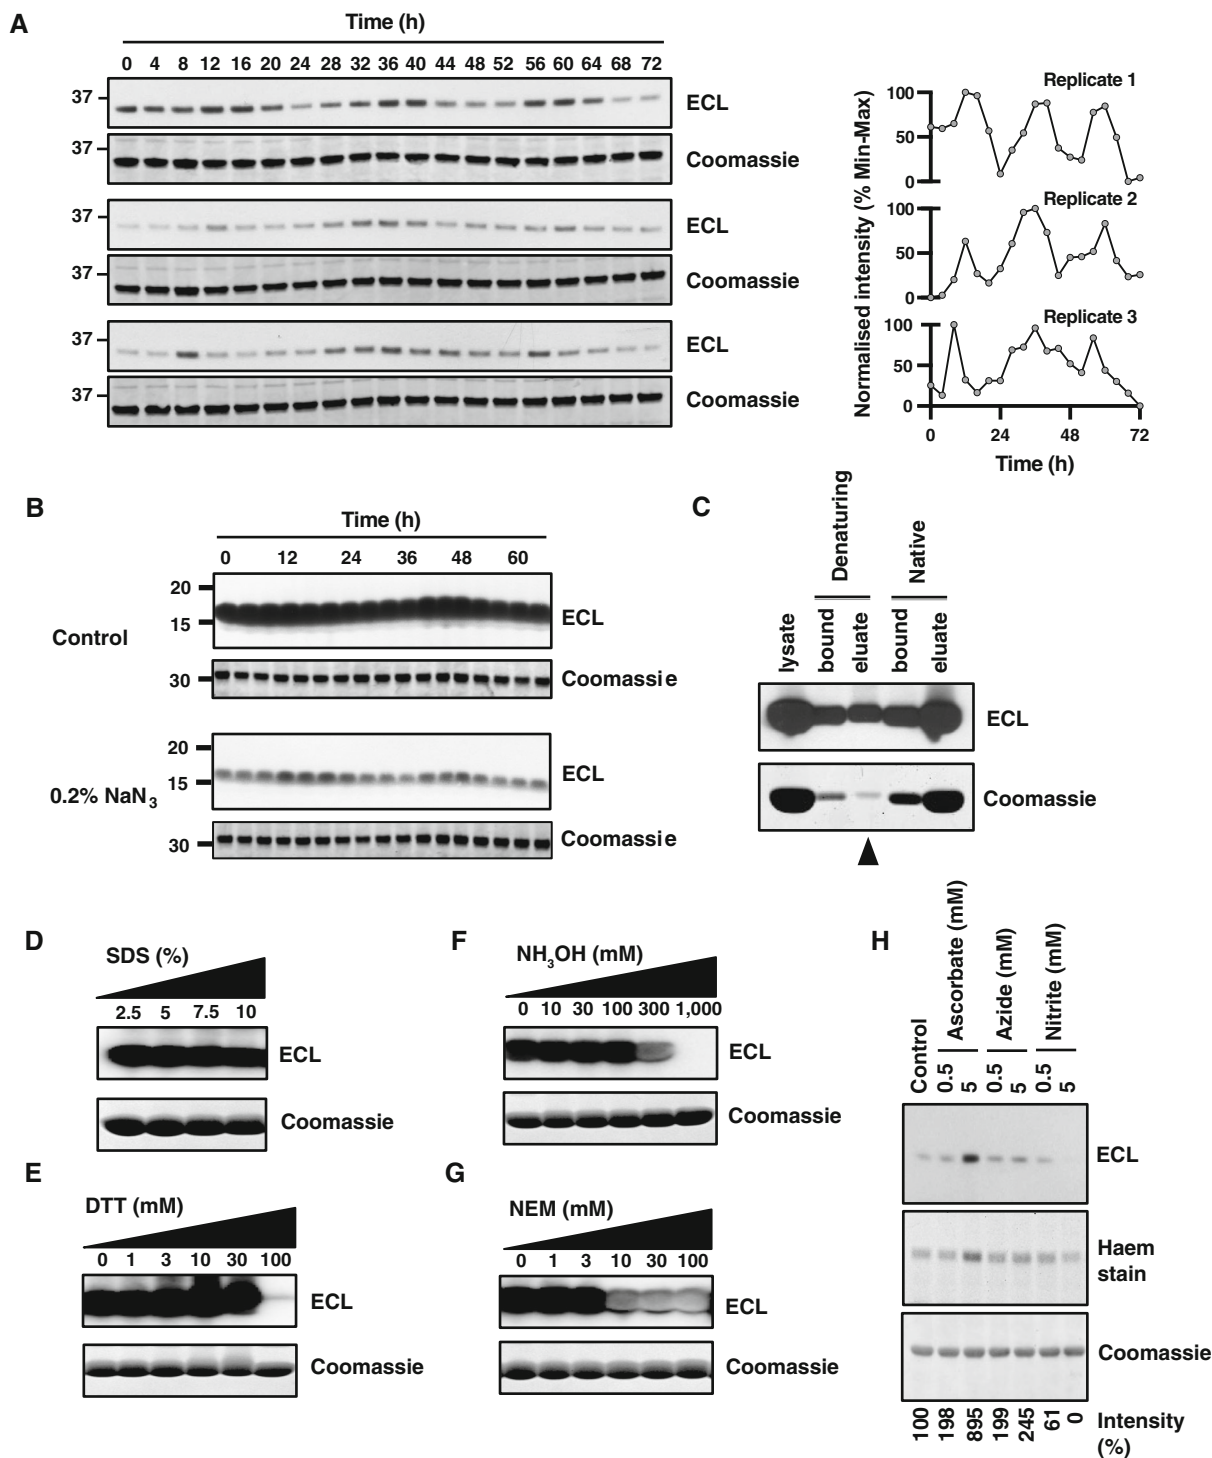 A
Time (h)
0 4 8 12 16 20 24 28 32 36 40 44 48 52 56 60 64 68 72
37
ECL
37
Coomassie
37
ECL
37
Coomassie
37
ECL
37
Coomassie
Normalised intensity (% Min-Max)
Replicate 1
100
50
0
Replicate 2
100
50
0
Replicate 3
100
50
0
0 24 48 72
Time (h)
B
Time (h)
0 12 24 36 48 60
Control
20
15
ECL
30
Coomassie
0.2% NaN3
20
15
ECL
30
Coomassie
C
Denaturing
Native
lysate
bound
eluate
bound
eluate
ECL
Coomassie
D
SDS (%)
2.5 5 7.5 10
ECL
Coomassie
E
DTT (mM)
0 1 3 10 30 100
ECL
Coomassie
F
NH3OH (mM)
0 10 30 100 300 1,000
ECL
Coomassie
G
NEM (mM)
0 1 3 10 30 100
ECL
Coomassie
H
Ascorbate (mM)
Azide (mM)
Nitrite (mM)
Control
0.5
5
0.5
5
0.5
5
ECL
Haem
stain
Coomassie
100
198
895
199
245
61
0
Intensity
(%)